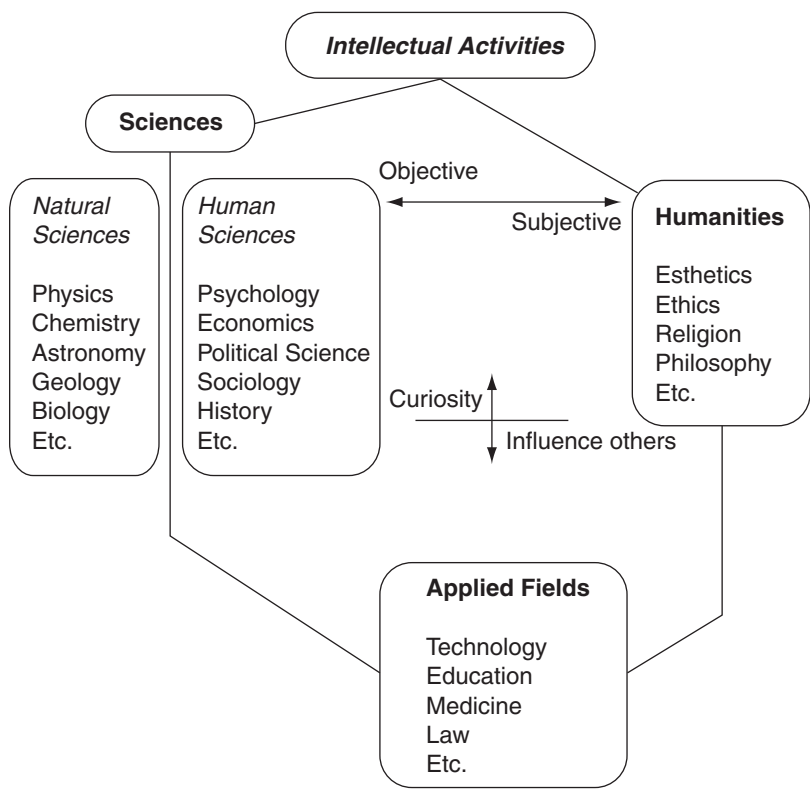 Intellectual Activities
Sciences
Natural
Sciences
Physics
Chemistry
Astronomy
Geology
Biology
Etc.
Human
Sciences
Psychology
Economics
Political Science
Sociology
History
Etc.
Objective
Subjective
Curiosity
Influence others
Humanities
Esthetics
Ethics
Religion
Philosophy
Etc.
Applied Fields
Technology
Education
Medicine
Law
Etc.